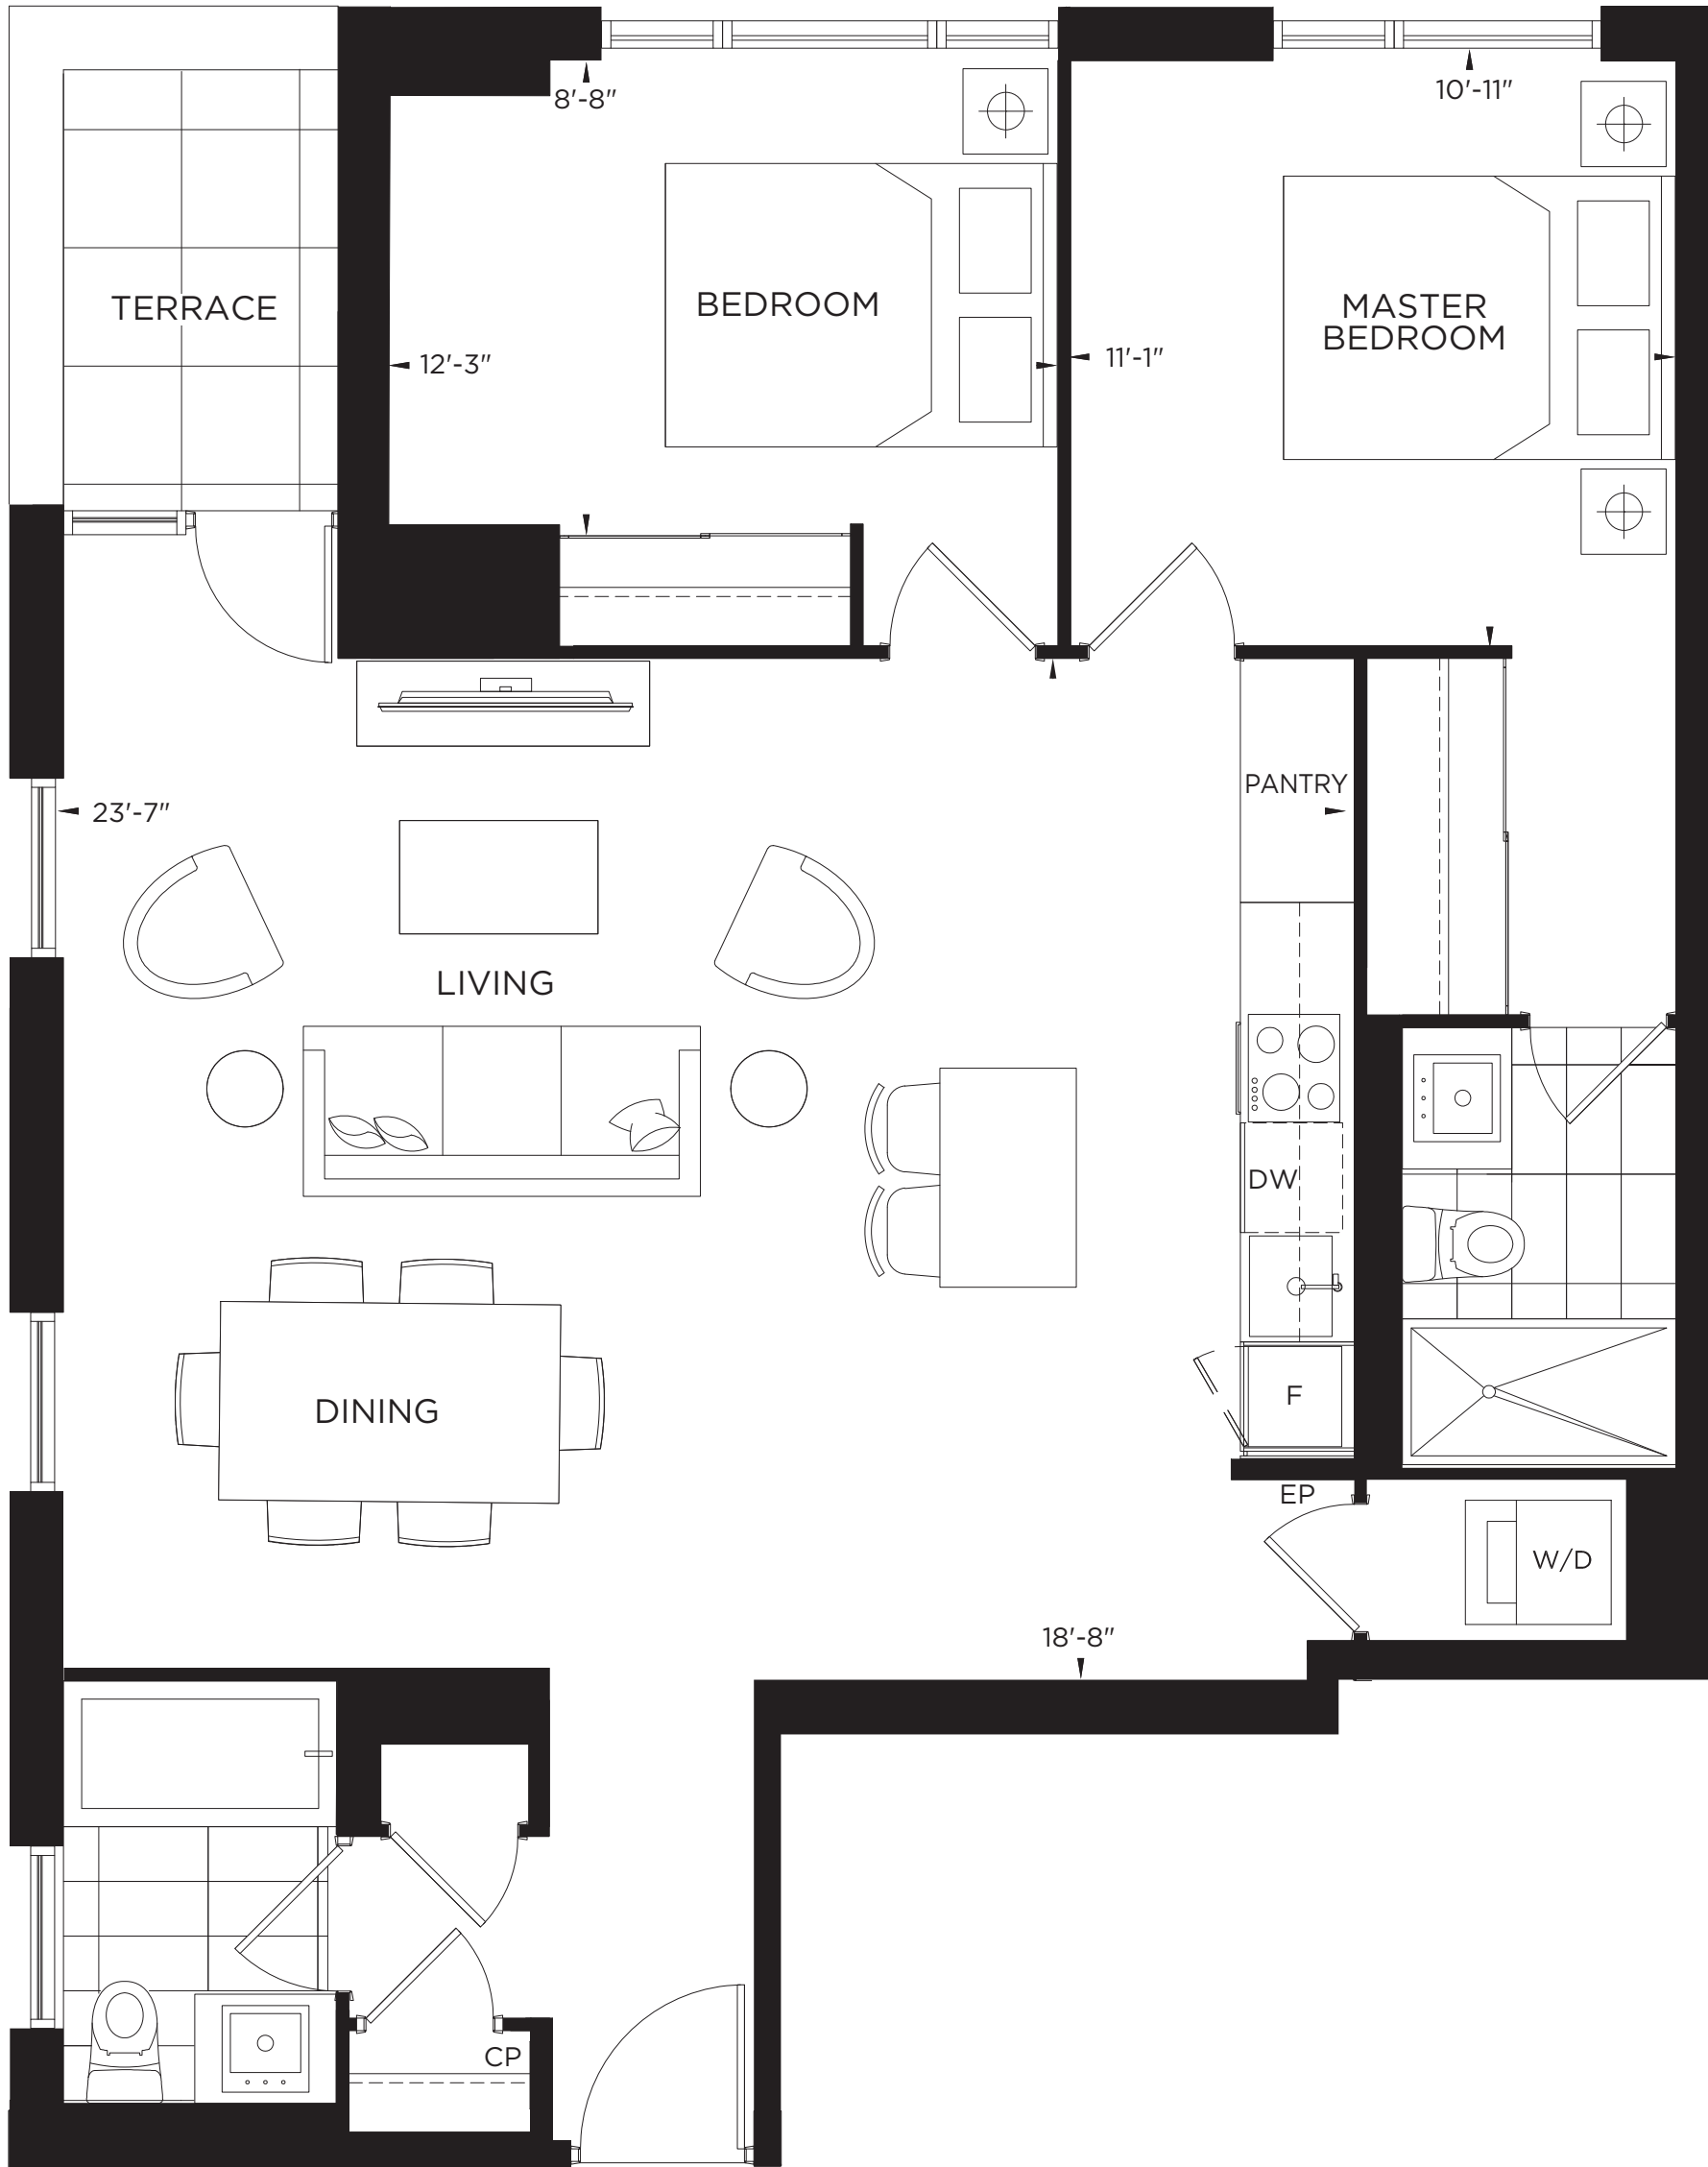 8'-8"
10'-11"
TERRACE
BEDROOM
MASTER
BEDROOM
12'-3"
11'-1"
PANTRY
23'-7"
LIVING
DW
DINING
F
EP
W/D
18'-8"
CP